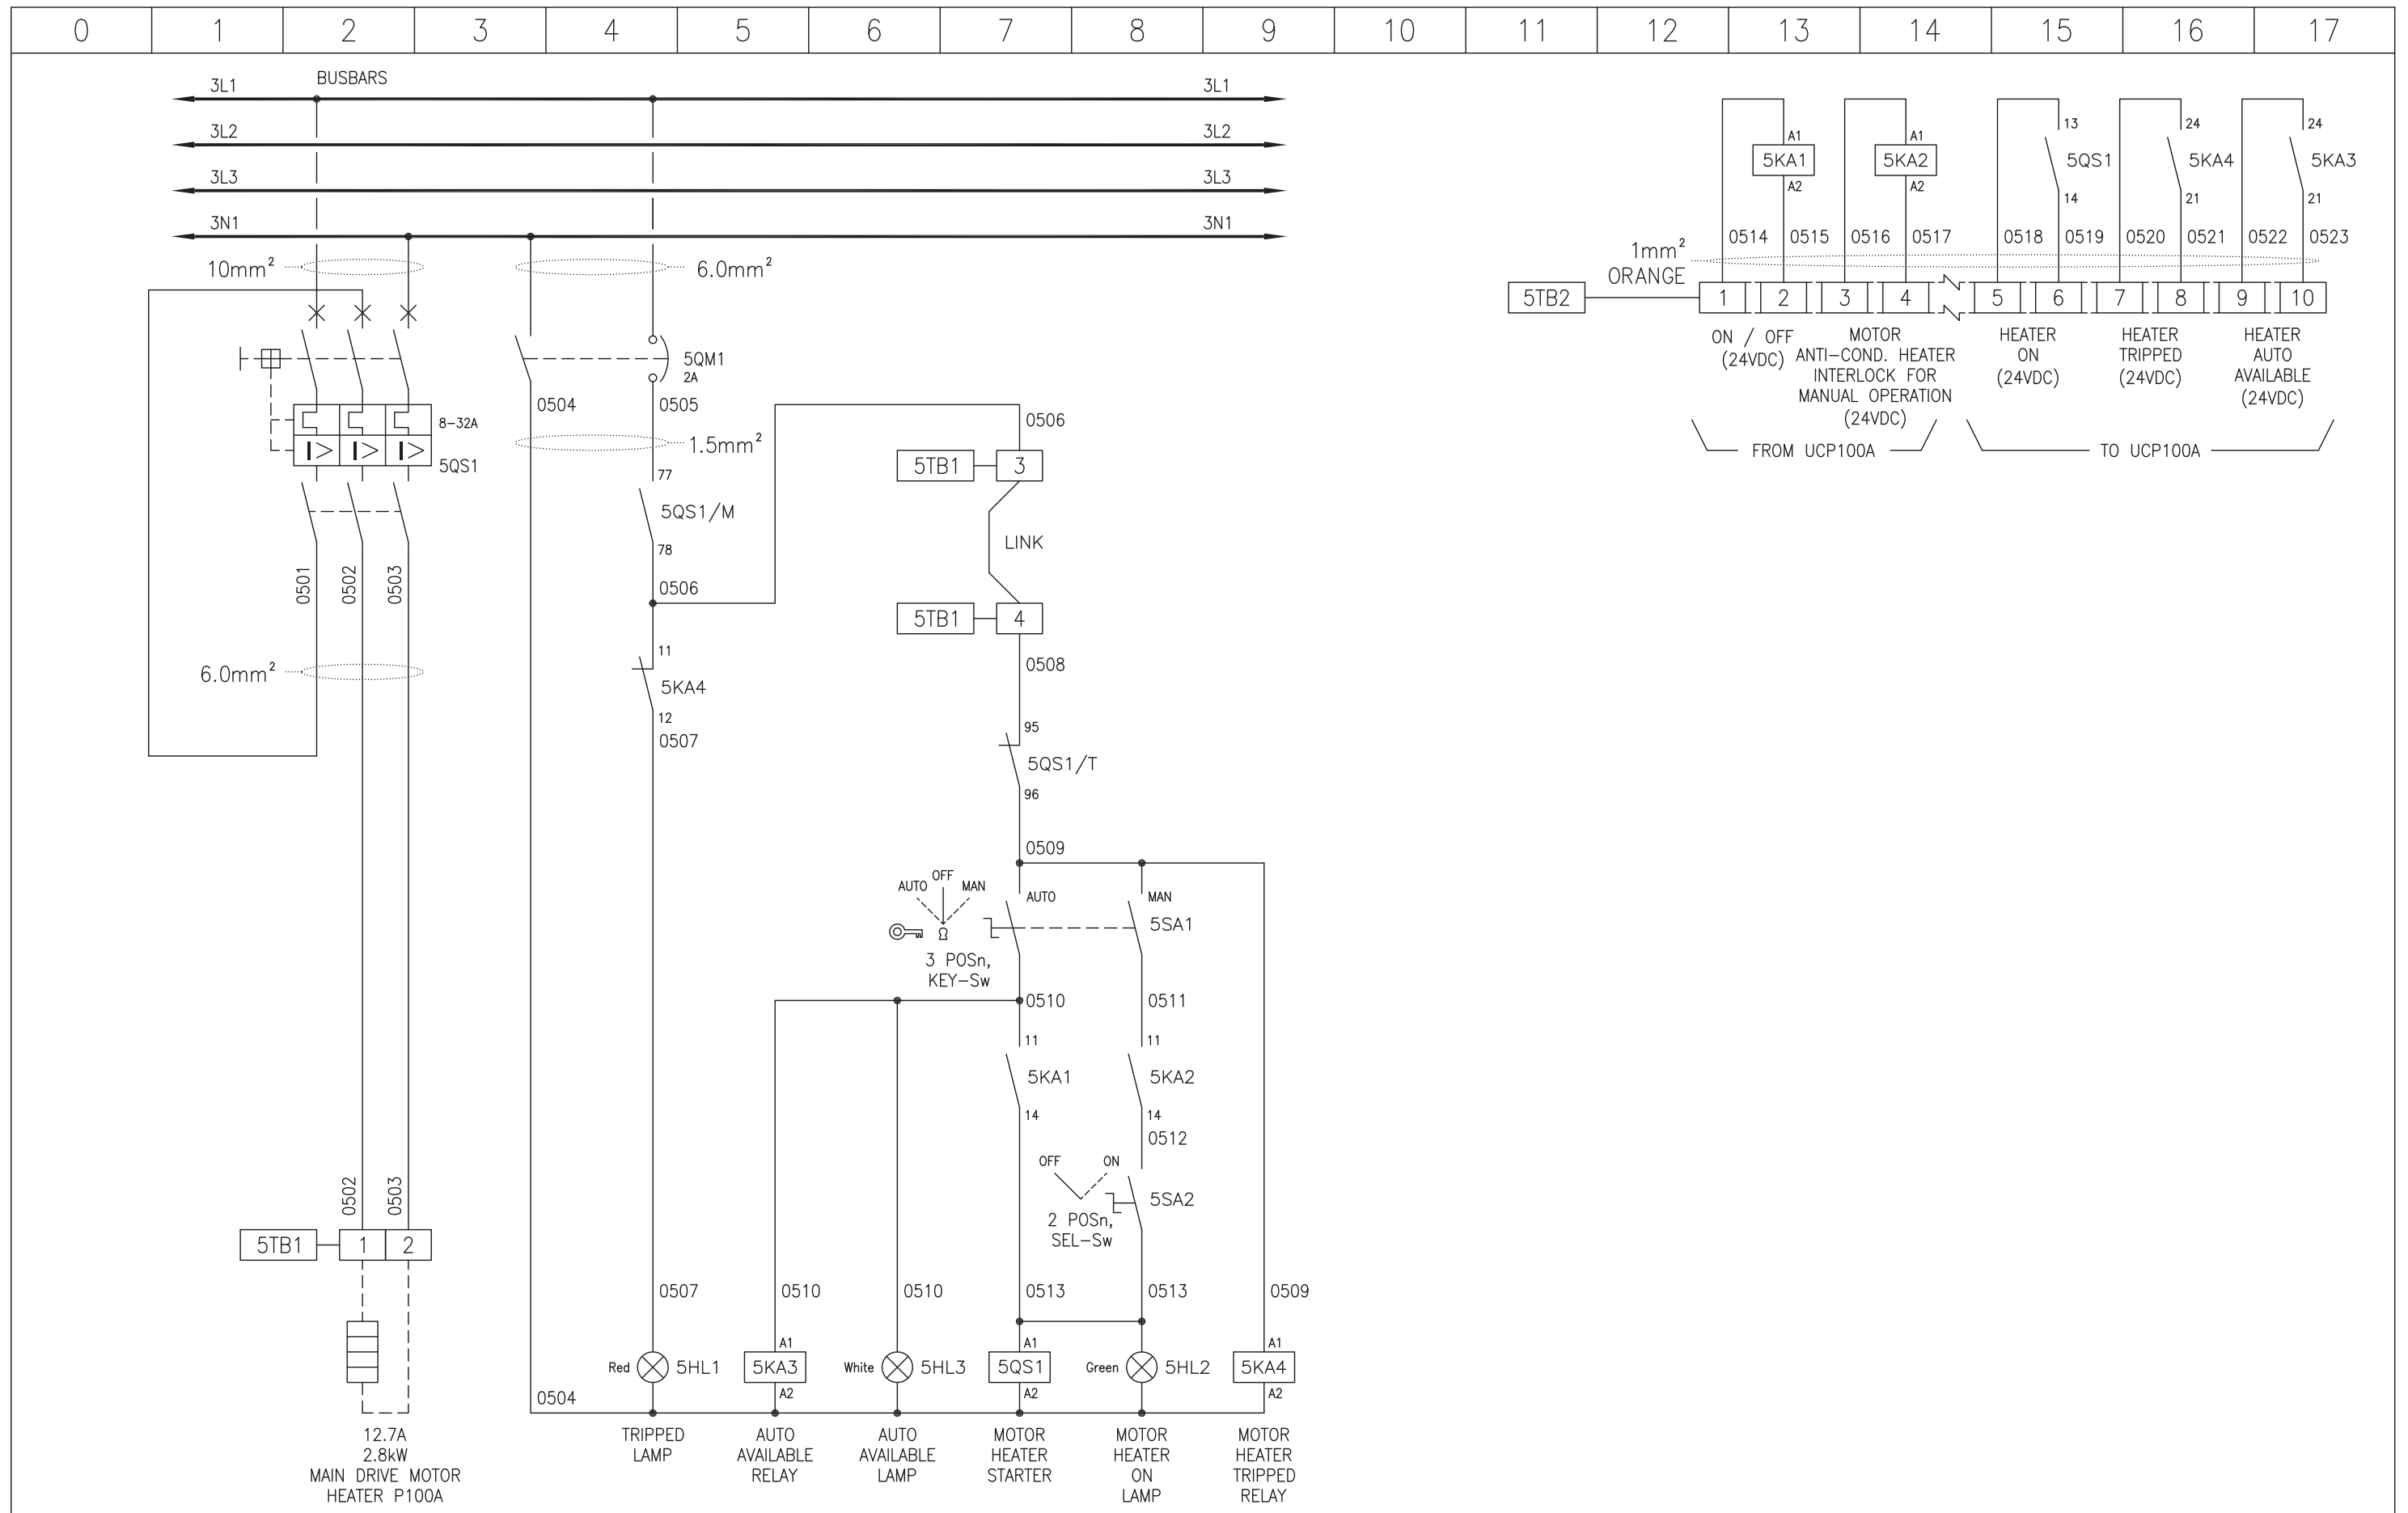 0 1 2 3 4 5 6 7 8 9 10 11 12 13 14 15 16 17
BUSBARS
3L1 3L1
3L2 3L2
3L3 3L3
3N1 3N1
10mm² 6.0mm²
5QM1
2A
0504 0505
8-32A
5QS1
1.5mm²
77
5QS1/M
78
0506
0506
5TB1 3
LINK
5TB1 4
0508
0501 0502 0503
6.0mm²
11
5KA4
12
0507
95
5QS1/T
96
0509
AUTO OFF MAN
3 POSn,
KEY-Sw
AUTO MAN
5SA1
0510 0511
11 11
5KA1 5KA2
14 14
0512
OFF ON
5SA2
2 POSn,
SEL-Sw
0502 0503
5TB1 1 2
0507 0510 0510 0513 0513 0509
A1 A1 A1
Red 5HL1 5KA3 White 5HL3 5QS1 Green 5HL2 5KA4
A2 A2 A2
0504
12.7A
2.8kW
MAIN DRIVE MOTOR
HEATER P100A
TRIPPED
LAMP
AUTO
AVAILABLE
RELAY
AUTO
AVAILABLE
LAMP
MOTOR
HEATER
STARTER
MOTOR
HEATER
ON
LAMP
MOTOR
HEATER
TRIPPED
RELAY
A1 A1 13 24 24
5KA1 5KA2 5QS1 5KA4 5KA3
A2 A2 14 21 21
0514 0515 0516 0517 0518 0519 0520 0521 0522 0523
1mm²
ORANGE
5TB2 1 2 3 4 5 6 7 8 9 10
ON / OFF
(24VDC)
MOTOR
ANTI-COND. HEATER
INTERLOCK FOR
MANUAL OPERATION
(24VDC)
HEATER
ON
(24VDC)
HEATER
TRIPPED
(24VDC)
HEATER
AUTO
AVAILABLE
(24VDC)
FROM UCP100A TO UCP100A